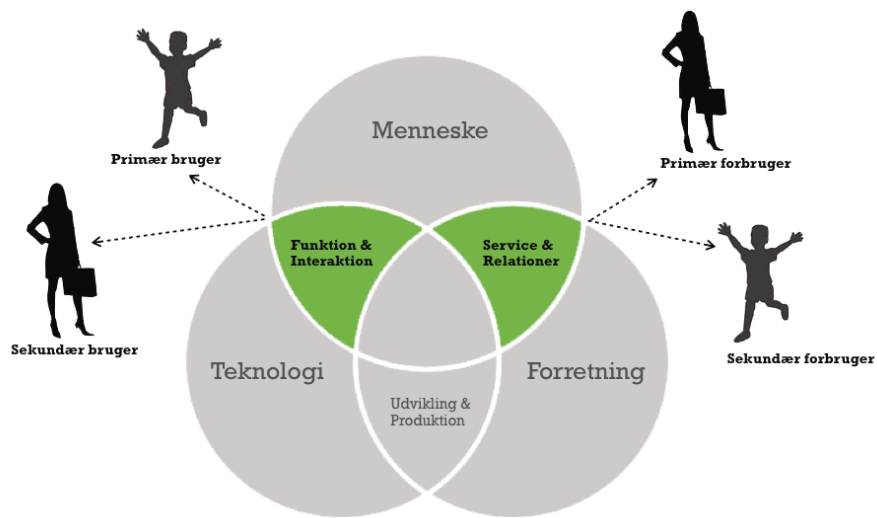 Menneske
Primær bruger
Primær forbruger
Funktion &
Interaktion
Service &
Relationer
Sekundær bruger
Sekundær forbruger
Teknologi
Forretning
Udvikling &
Produktion